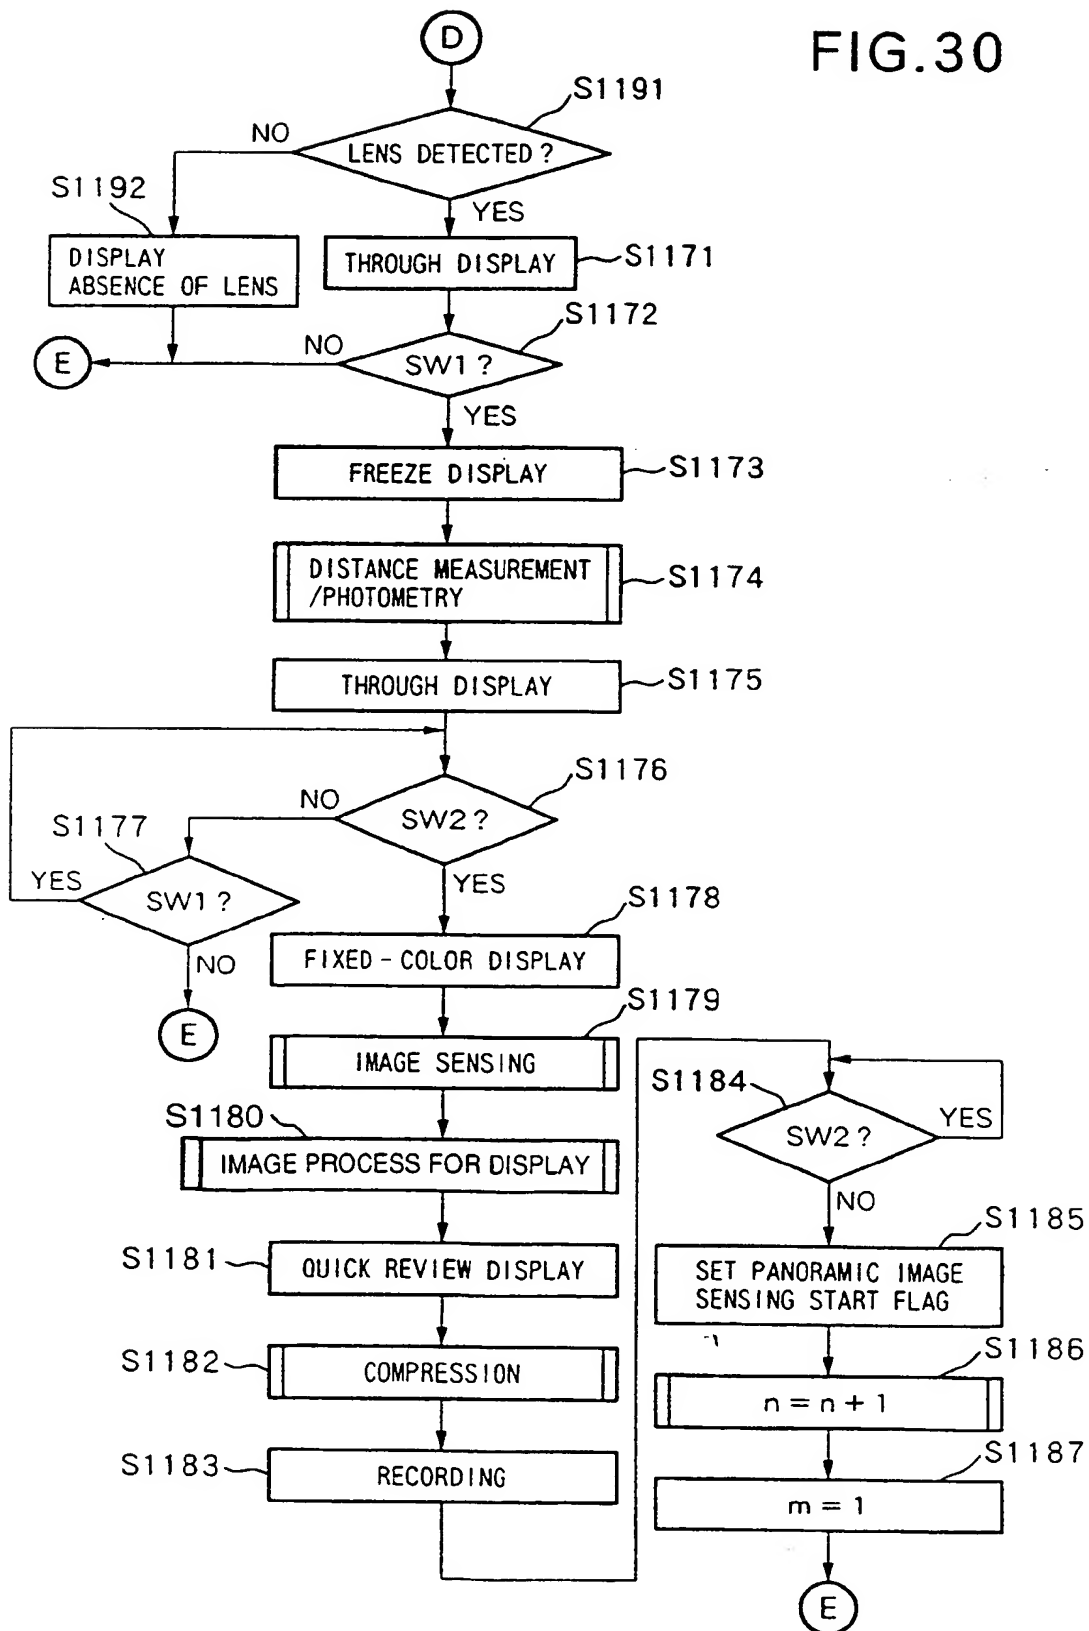 FIG.30
D
S1191
LENS DETECTED?
NO
YES
S1192
DISPLAY
ABSENCE OF LENS
THROUGH DISPLAY
S1171
S1172
SW1?
NO
E
YES
FREEZE DISPLAY
S1173
DISTANCE MEASUREMENT
/PHOTOMETRY
S1174
THROUGH DISPLAY
S1175
S1176
SW2?
NO
S1177
YES
SW1?
YES
NO
E
S1178
FIXED-COLOR DISPLAY
S1179
IMAGE SENSING
S1180
IMAGE PROCESS FOR DISPLAY
S1181
QUICK REVIEW DISPLAY
S1182
COMPRESSION
S1183
RECORDING
S1184
SW2?
YES
NO
S1185
SET PANORAMIC IMAGE
SENSING START FLAG
S1186
n = n + 1
S1187
m = 1
E